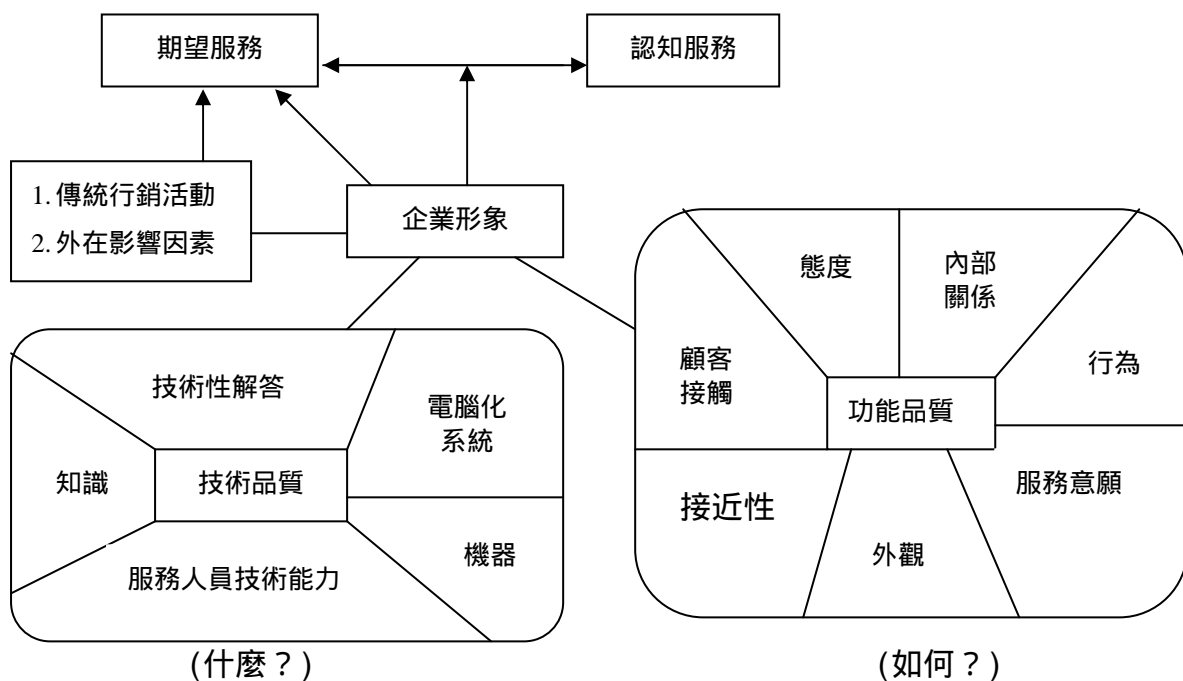 期望服務
認知服務
1. 傳統行銷活動
2. 外在影響因素
企業形象
技術性解答
電腦化
系統
知識
技術品質
機器
服務人員技術能力
(什麼？)
態度
內部
關係
顧客
接觸
行為
功能品質
接近性
服務意願
外觀
(如何？)